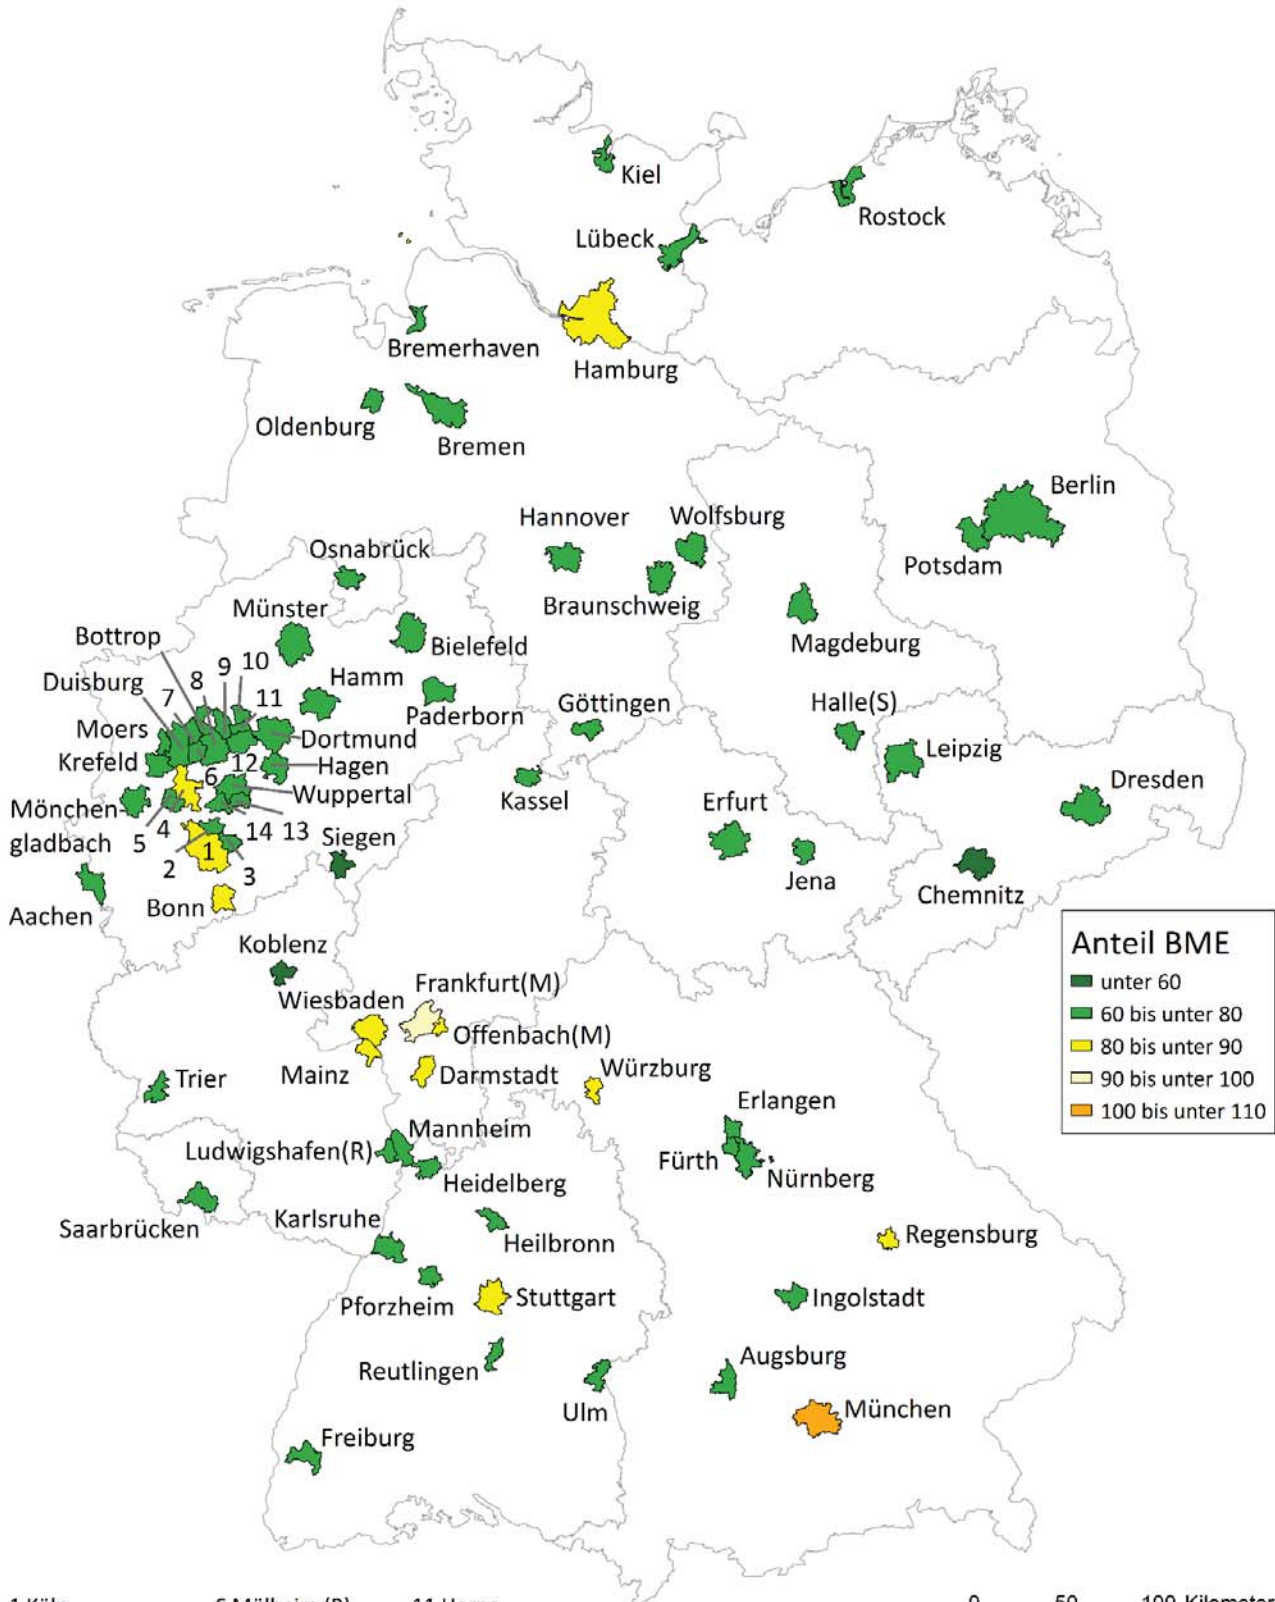 Kiel
Rostock
Lübeck
Bremerhaven
Hamburg
Oldenburg
Bremen
Berlin
Hannover
Wolfsburg
Osnabrück
Potsdam
Münster
Braunschweig
Bottrop
Bielefeld
Magdeburg
9
10
8
Duisburg
Hamm
7
11
Göttingen
Halle(S)
Moers
Paderborn
Dortmund
Leipzig
Krefeld
6
12
Hagen
Dresden
Wuppertal
Kassel
Erfurt
Mönchen-
gladbach
5
4
14
13
Siegen
1
2
3
Jena
Chemnitz
Aachen
Bonn
Koblenz
Anteil BME
unter 60
60 bis unter 80
80 bis unter 90
90 bis unter 100
100 bis unter 110
Frankfurt(M)
Wiesbaden
Offenbach(M)
Mainz
Darmstadt
Würzburg
Trier
Erlangen
Mannheim
Ludwigshafen(R)
Fürth
Nürnberg
Heidelberg
Saarbrücken
Karlsruhe
Heilbronn
Regensburg
Pforzheim
Stuttgart
Ingolstadt
Reutlingen
Augsburg
Ulm
München
Freiburg